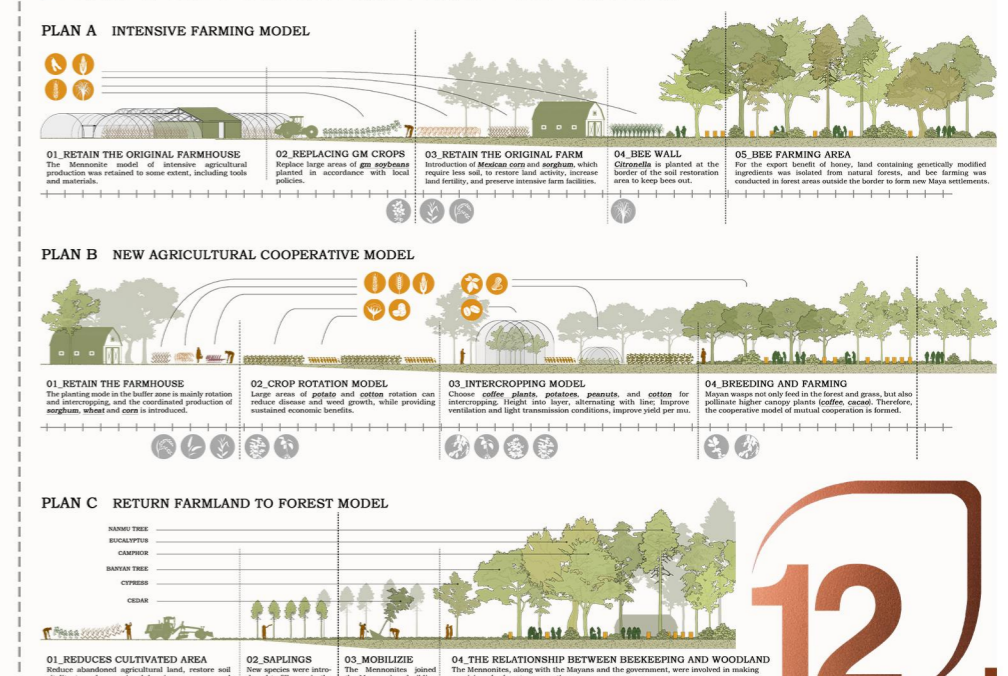 PLAN A INTENSIVE FARMING MODEL
01_RETAIN THE ORIGINAL FARMHOUSE
The Mennonite model of intensive agricultural
production was retained to some extent, including tools
and materials.
02_REPLACING GM CROPS
Replace large areas of gm soybeans
planted in accordance with local
policies.
03_RETAIN THE ORIGINAL FARM
Introduction of Mexican corn and sorghum, which
require less soil, to restore land activity, increase
land fertility, and preserve intensive farm facilities.
04_BEE WALL
Citronella is planted at the
border of the soil restoration
area to keep bees out.
05_BEE FARMING AREA
For the export benefit of honey, land containing genetically modified
ingredients was isolated from natural forests, and bee farming was
conducted in forest areas outside the border to form new Maya settlements.
PLAN B NEW AGRICULTURAL COOPERATIVE MODEL
01_RETAIN THE FARMHOUSE
The planting mode in the buffer zone is mainly rotation
and intercropping, and the coordinated production of
sorghum, wheat and corn is introduced.
02_CROP ROTATION MODEL
Large areas of potato and cotton rotation can
reduce disease and weed growth, while providing
sustained economic benefits.
03_INTERCROPPING MODEL
Choose coffee plants, potatoes, peanuts, and cotton for
intercropping. Height into layer, alternating with line; Improve
ventilation and light transmission conditions, improve yield per mu.
04_BREEDING AND FARMING
Mayan wasps not only feed in the forest and grass, but also
pollinate higher canopy plants (coffee, cacao). Therefore,
the cooperative model of mutual cooperation is formed.
PLAN C RETURN FARMLAND TO FOREST MODEL
NANMU TREE
EUCALYPTUS
CAMPHOR
BANYAN TREE
CYPRESS
CEDAR
01_REDUCES CULTIVATED AREA
Reduce abandoned agricultural land, restore soil
02_SAPLINGS
New species were intro-
03_MOBILIZIE
The Mennonites joined
04_THE RELATIONSHIP BETWEEN BEEKEEPING AND WOODLAND
The Mennonites, along with the Mayans and the government, were involved in making
12